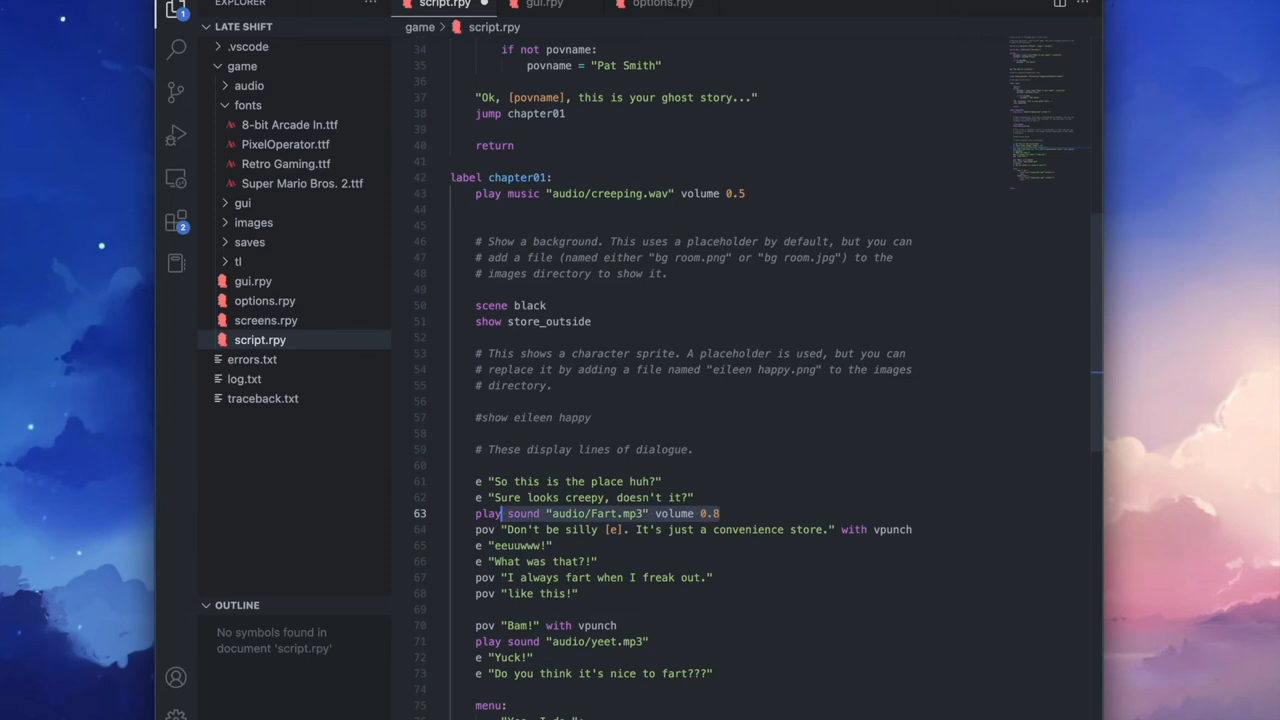 EXPLORER
script.rpy
gui.rpy
options.rpy
1
LATE SHIFT
game
script.rpy
.vscode
game
audio
fonts
8-bit Arcade In.ttf
PixelOperator.ttf
Retro Gaming.ttf
Super Mario Bros. 2.ttf
gui
images
saves
tl
gui.rpy
options.rpy
screens.rpy
script.rpy
errors.txt
log.txt
traceback.txt
2
OUTLINE
No symbols found in
document 'script.rpy'
34 if not povname:
35 povname = "Pat Smith"
36
37 "Ok, [povname], this is your ghost story..."
38 jump chapter01
39
40 return
41
42 label chapter01:
43 play music "audio/creeping.wav" volume 0.5
44
45
46 # Show a background. This uses a placeholder by default, but you can
47 # add a file (named either "bg room.png" or "bg room.jpg") to the
48 # images directory to show it.
49
50 scene black
51 show store_outside
52
53 # This shows a character sprite. A placeholder is used, but you can
54 # replace it by adding a file named "eileen happy.png" to the images
55 # directory.
56
57 #show eileen happy
58
59 # These display lines of dialogue.
60
61 e "So this is the place huh?"
62 e "Sure looks creepy, doesn't it?"
63 play sound "audio/Fart.mp3" volume 0.8
64 pov "Don't be silly [e]. It's just a convenience store." with vpunch
65 e "eeuuwww!"
66 e "What was that?!"
67 pov "I always fart when I freak out."
68 pov "like this!"
69
70 pov "Bam!" with vpunch
71 play sound "audio/yeet.mp3"
72 e "Yuck!"
73 e "Do you think it's nice to fart???"
74
75 menu: